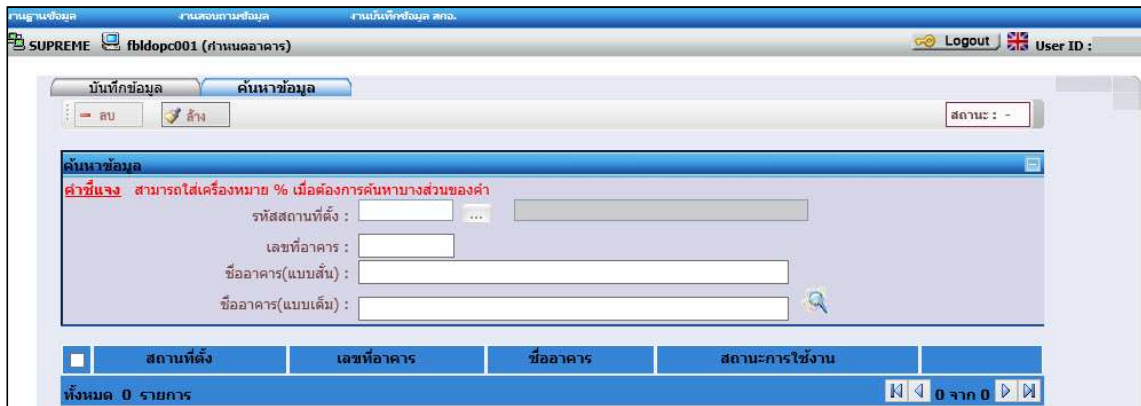 งานฐานข้อมูล งานสอบถามข้อมูล งานบันทึกข้อมูล สกอ.
SUPREME fbldopc001 (กำหนดอาคาร) Logout User ID :
บันทึกข้อมูล ค้นหาข้อมูล
ลบ ล้าง สถานะ : -
ค้นหาข้อมูล
คำชี้แจง สามารถใส่เครื่องหมาย % เมื่อต้องการค้นหาบางส่วนของคำ
รหัสสถานที่ตั้ง : ...
เลขที่อาคาร :
ชื่ออาคาร(แบบสั้น) :
ชื่ออาคาร(แบบเต็ม) :
สถานที่ตั้ง เลขที่อาคาร ชื่ออาคาร สถานะการใช้งาน
ทั้งหมด 0 รายการ 0 จาก 0